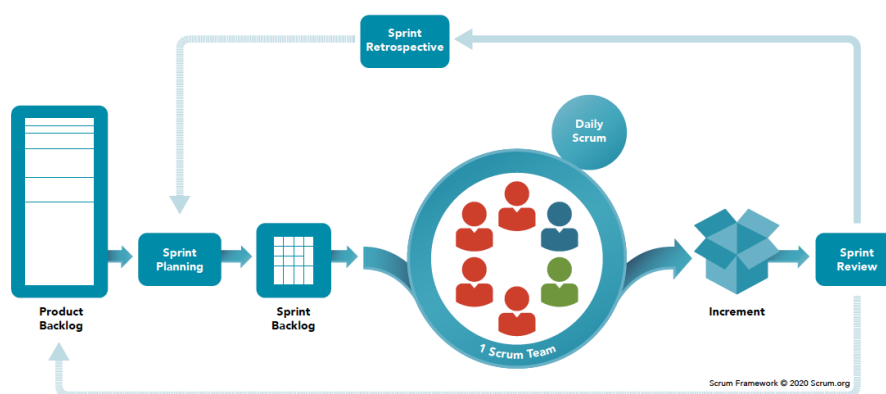 Sprint
Retrospective
Daily
Scrum
Sprint
Planning
Sprint
Review
Product
Backlog
Sprint
Backlog
Increment
1 Scrum Team
Scrum Framework © 2020 Scrum.org